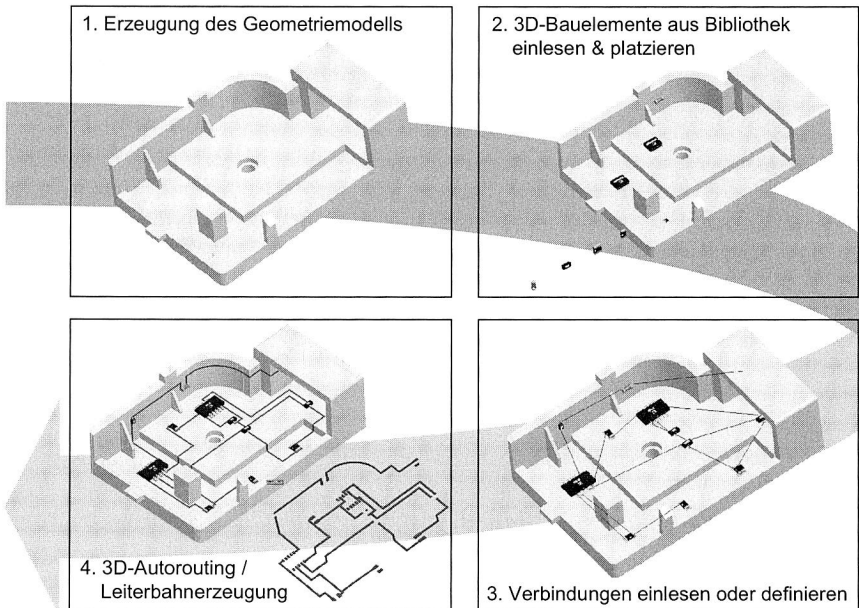 1. Erzeugung des Geometriemodells
2. 3D-Bauelemente aus Bibliothek
einlesen & platzieren
3. Verbindungen einlesen oder definieren
4. 3D-Autorouting /
Leiterbahnerzeugung